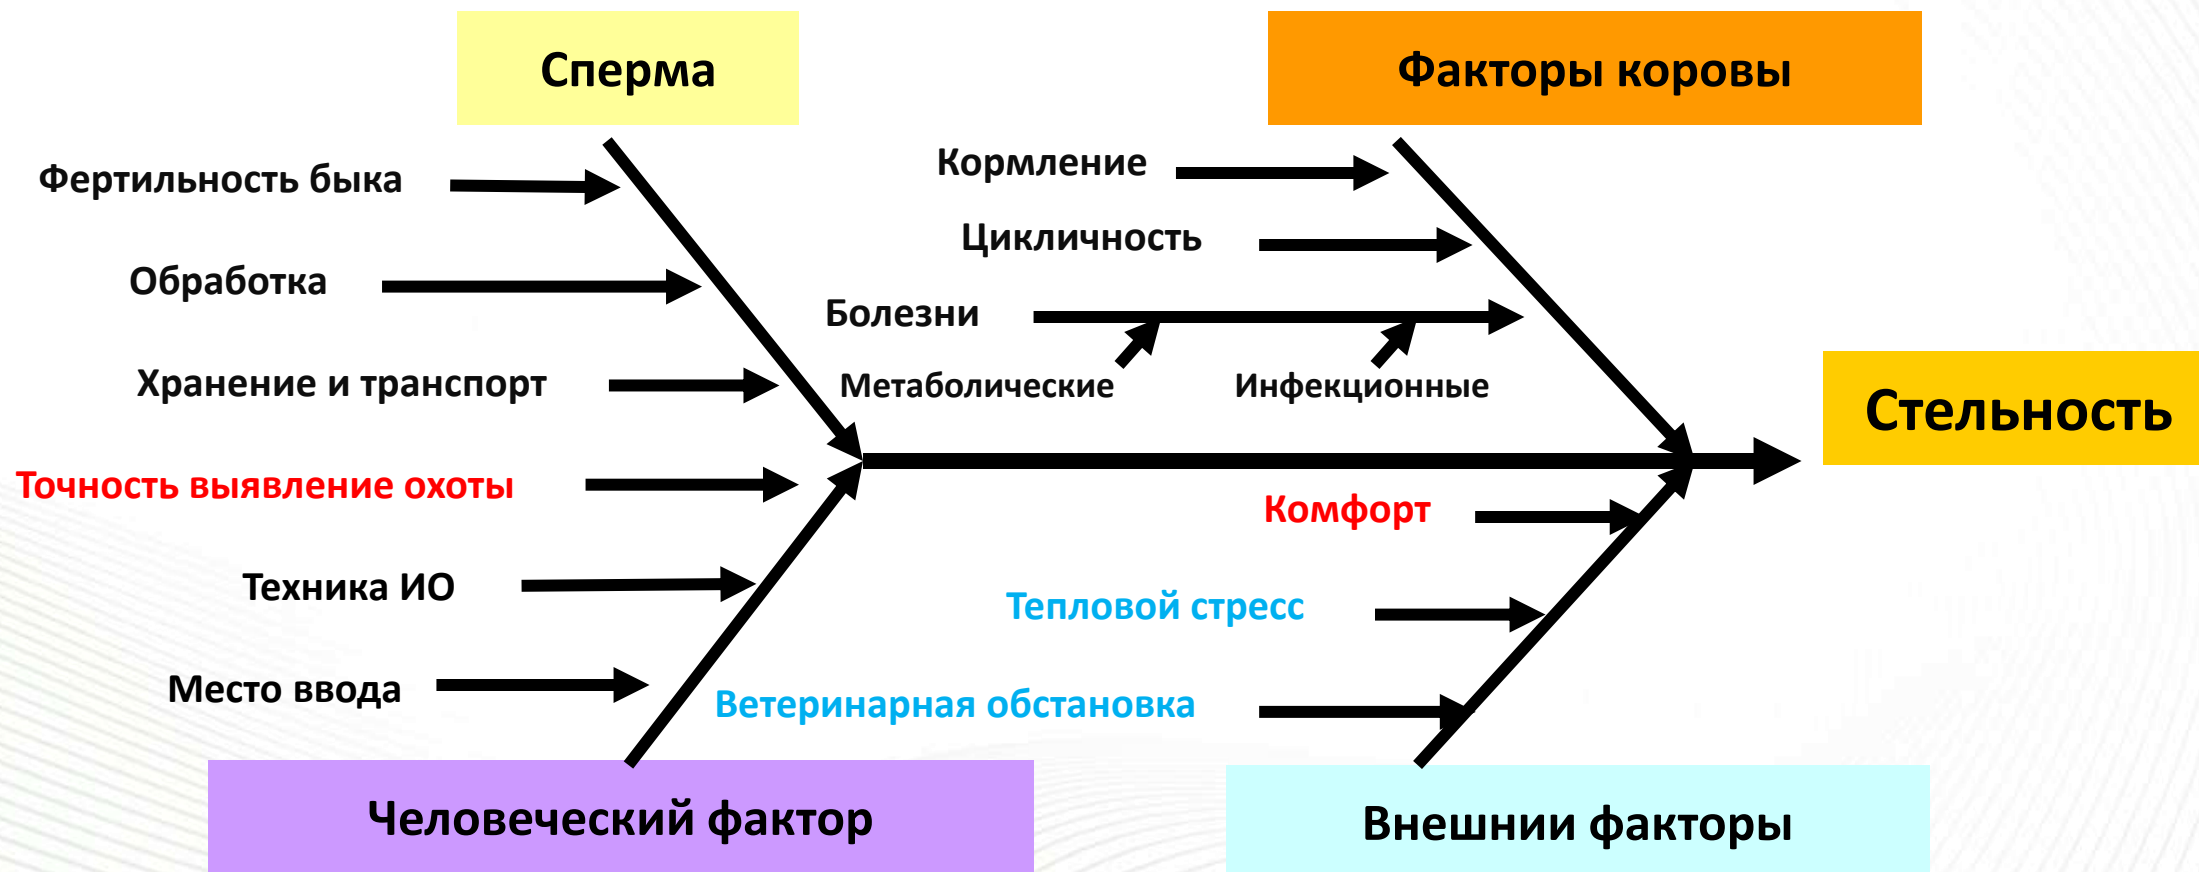 Сперма
Факторы коровы
Фертильность быка
Кормление
Обработка
Цикличность
Болезни
Хранение и транспорт
Метаболические
Инфекционные
Стельность
Точность выявление охоты
Комфорт
Техника ИО
Тепловой стресс
Место ввода
Ветеринарная обстановка
Человеческий фактор
Внешнии факторы